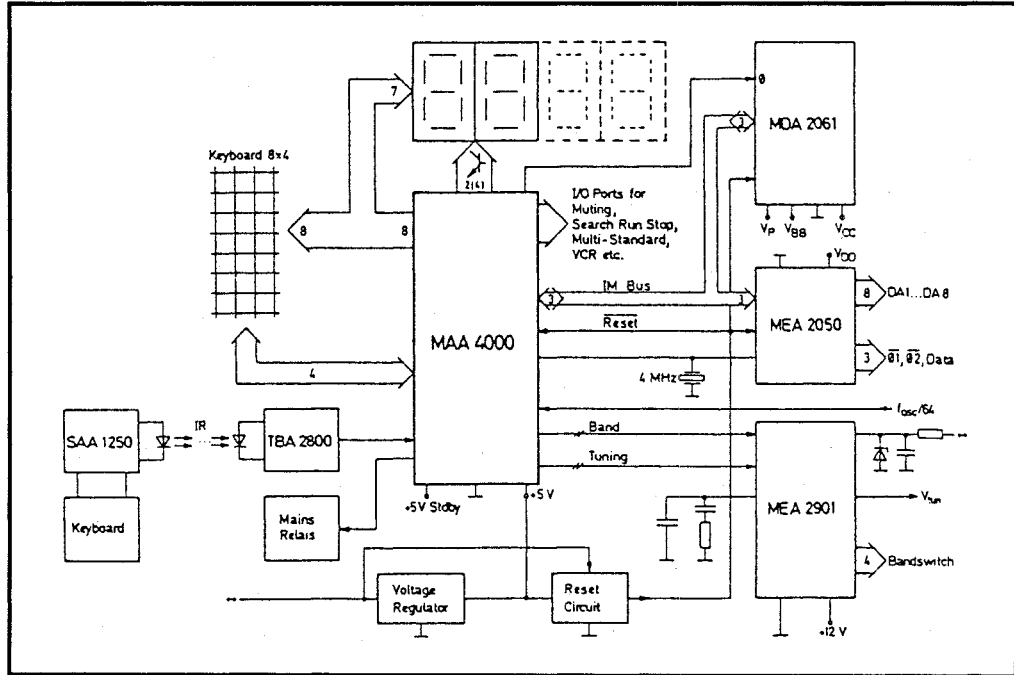 7
0
3
MDA 2061
Keyboard 8x4
2(4)
I/O Ports for
Muting,
Search Run Stop,
Multi-Standard,
VCR etc.
8
8
V_P
V_BB
V_CC
V_DD
IM Bus
3
3
8
DA1...DA8
MAA 4000
Reset
MEA 2050
4
4 MHz
3
Ø1, Ø2, Data
f_osc/64
SAA 1250
IR
TBA 2800
Band
Tuning
MEA 2901
V_tun
Keyboard
Mains
Relais
+5V Stdby
+5 V
4
Bandswitch
Voltage
Regulator
Reset
Circuit
+12 V